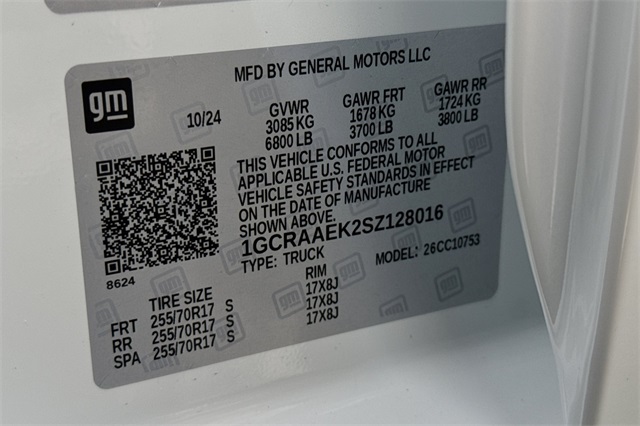 MFD BY GENERAL MOTORS LLC
gm
10/24
GVWR
3085 KG
6800 LB
GAWR FRT
1678 KG
3700 LB
GAWR RR
1724 KG
3800 LB
THIS VEHICLE CONFORMS TO ALL
APPLICABLE U.S. FEDERAL MOTOR
VEHICLE SAFETY STANDARDS IN EFFECT
ON THE DATE OF MANUFACTURE
SHOWN ABOVE.
1GCRAAEK2SZ128016
TYPE: TRUCK MODEL: 26CC10753
8624
TIRE SIZE RIM
FRT 255/70R17 S 17X8J
RR 255/70R17 S 17X8J
SPA 255/70R17 S 17X8J